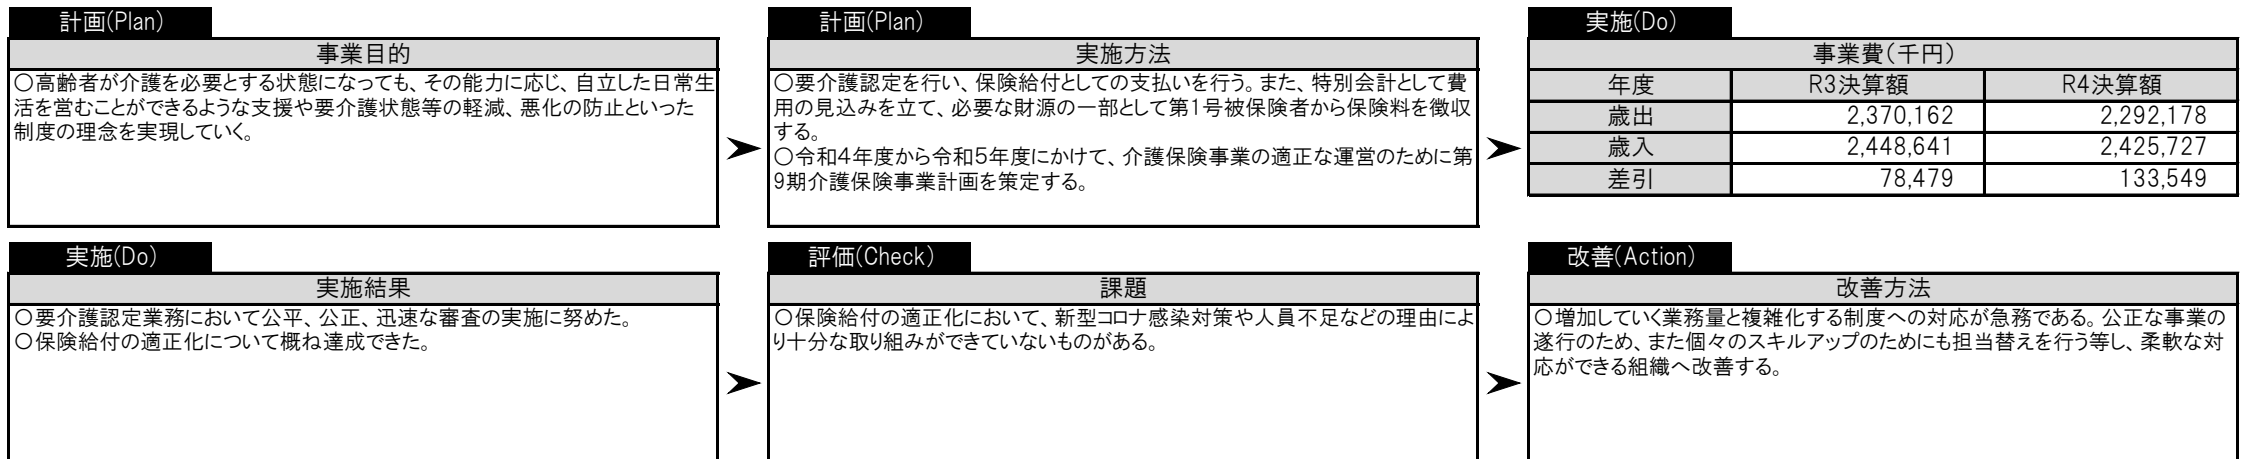 計画(Plan)
事業目的
○高齢者が介護を必要とする状態になっても、その能力に応じ、自立した日常生
活を営むことができるような支援や要介護状態等の軽減、悪化の防止といった
制度の理念を実現していく。
計画(Plan)
実施方法
○要介護認定を行い、保険給付としての支払いを行う。また、特別会計として費
用の見込みを立て、必要な財源の一部として第1号被保険者から保険料を徴収
する。
○令和4年度から令和5年度にかけて、介護保険事業の適正な運営のために第
9期介護保険事業計画を策定する。
実施(Do)
事業費(千円)
年度 R3決算額 R4決算額
歳出 2,370,162 2,292,178
歳入 2,448,641 2,425,727
差引 78,479 133,549
実施(Do)
実施結果
○要介護認定業務において公平、公正、迅速な審査の実施に努めた。
○保険給付の適正化について概ね達成できた。
評価(Check)
課題
○保険給付の適正化において、新型コロナ感染対策や人員不足などの理由によ
り十分な取り組みができていないものがある。
改善(Action)
改善方法
○増加していく業務量と複雑化する制度への対応が急務である。公正な事業の
遂行のため、また個々のスキルアップのためにも担当替えを行う等し、柔軟な対
応ができる組織へ改善する。